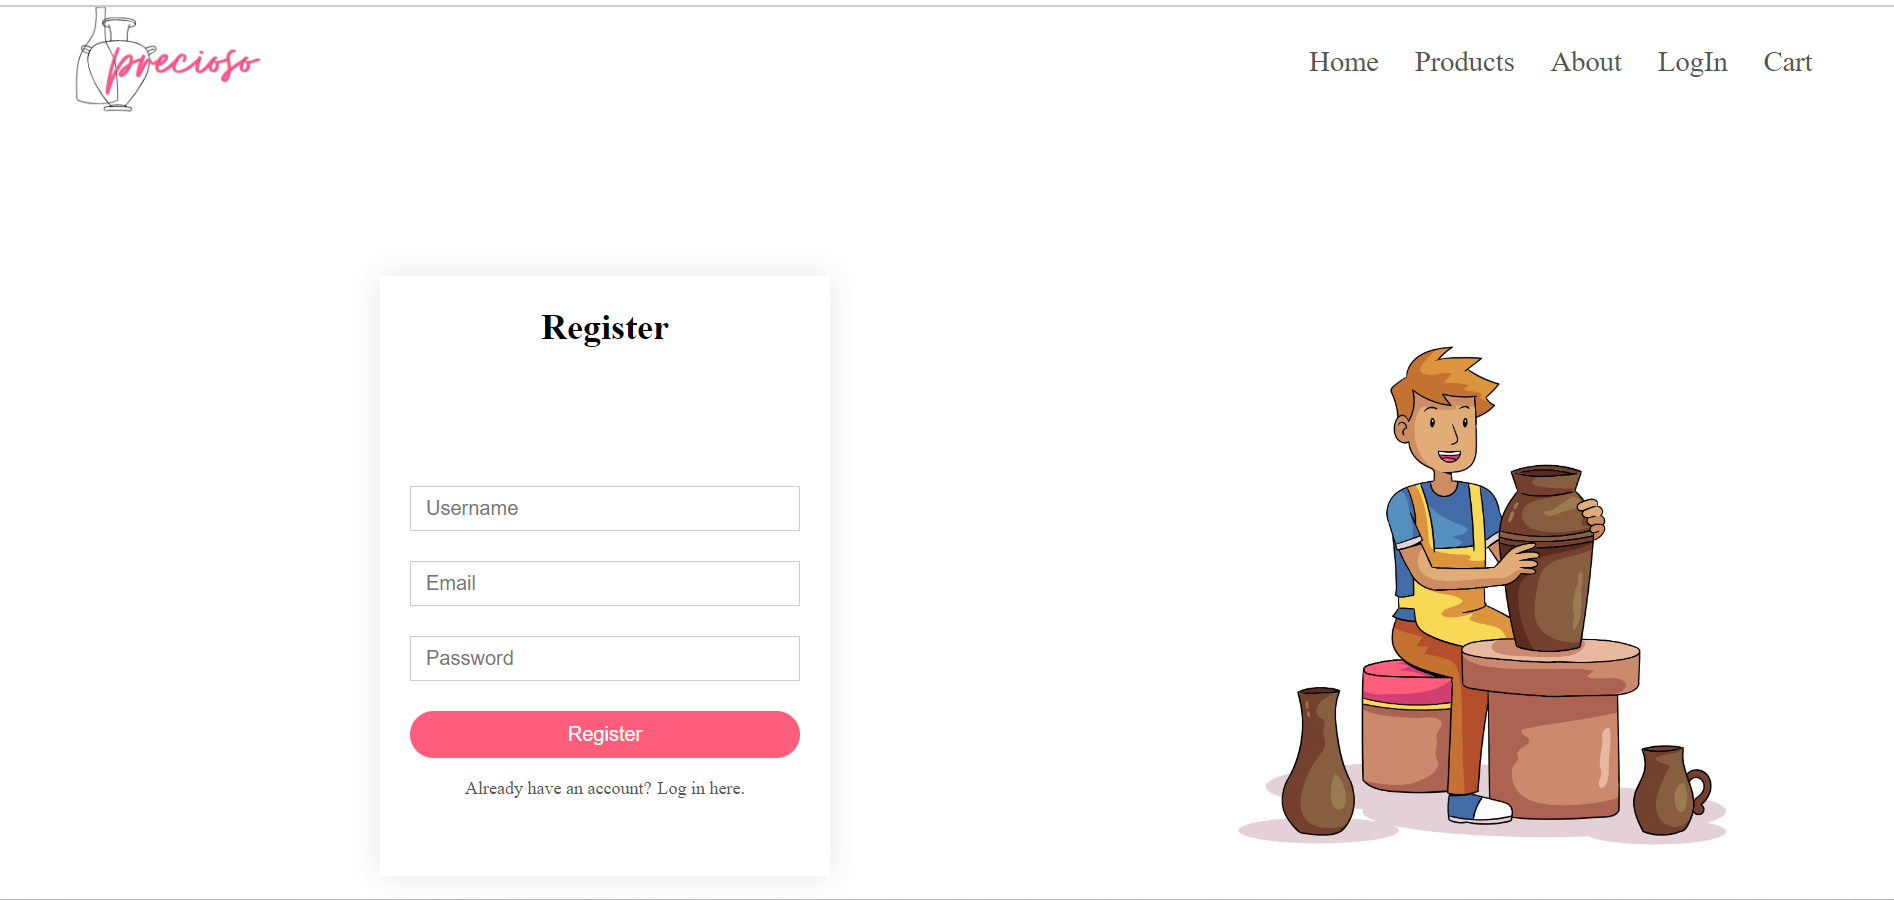 precioso
Home Products About LogIn Cart
Register
Username
Email
Password
Register
Already have an account? Log in here.